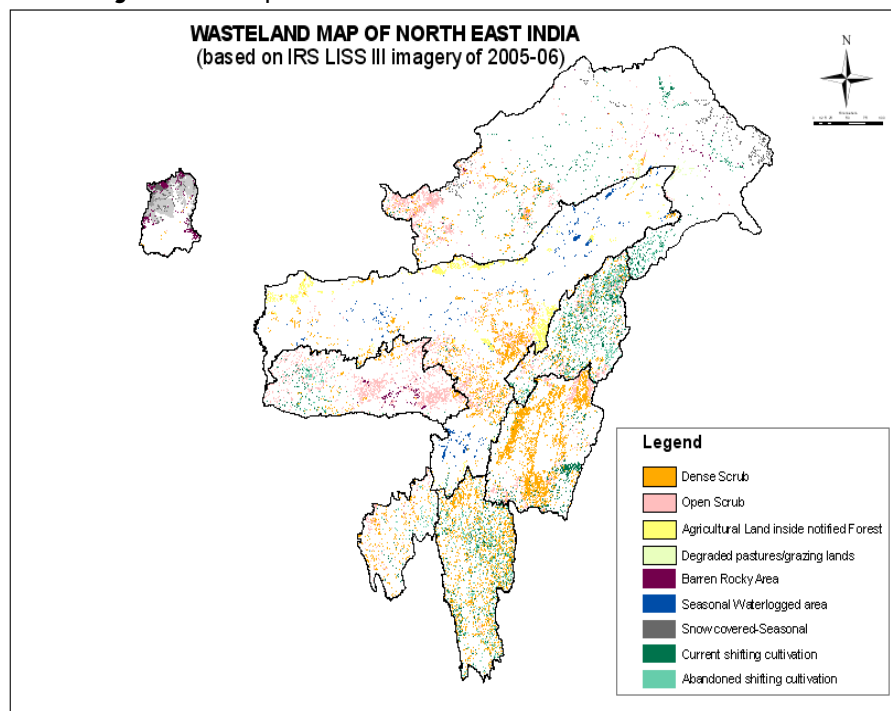 WASTELAND MAP OF NORTH EAST INDIA
(based on IRS LISS III imagery of 2005-06)
N
Legend
Dense Scrub
Open Scrub
Agricultural Land inside notified Forest
Degraded pastures/grazing lands
Barren Rocky Area
Seasonal Waterlogged area
Snow covered-Seasonal
Current shifting cultivation
Abandoned shifting cultivation